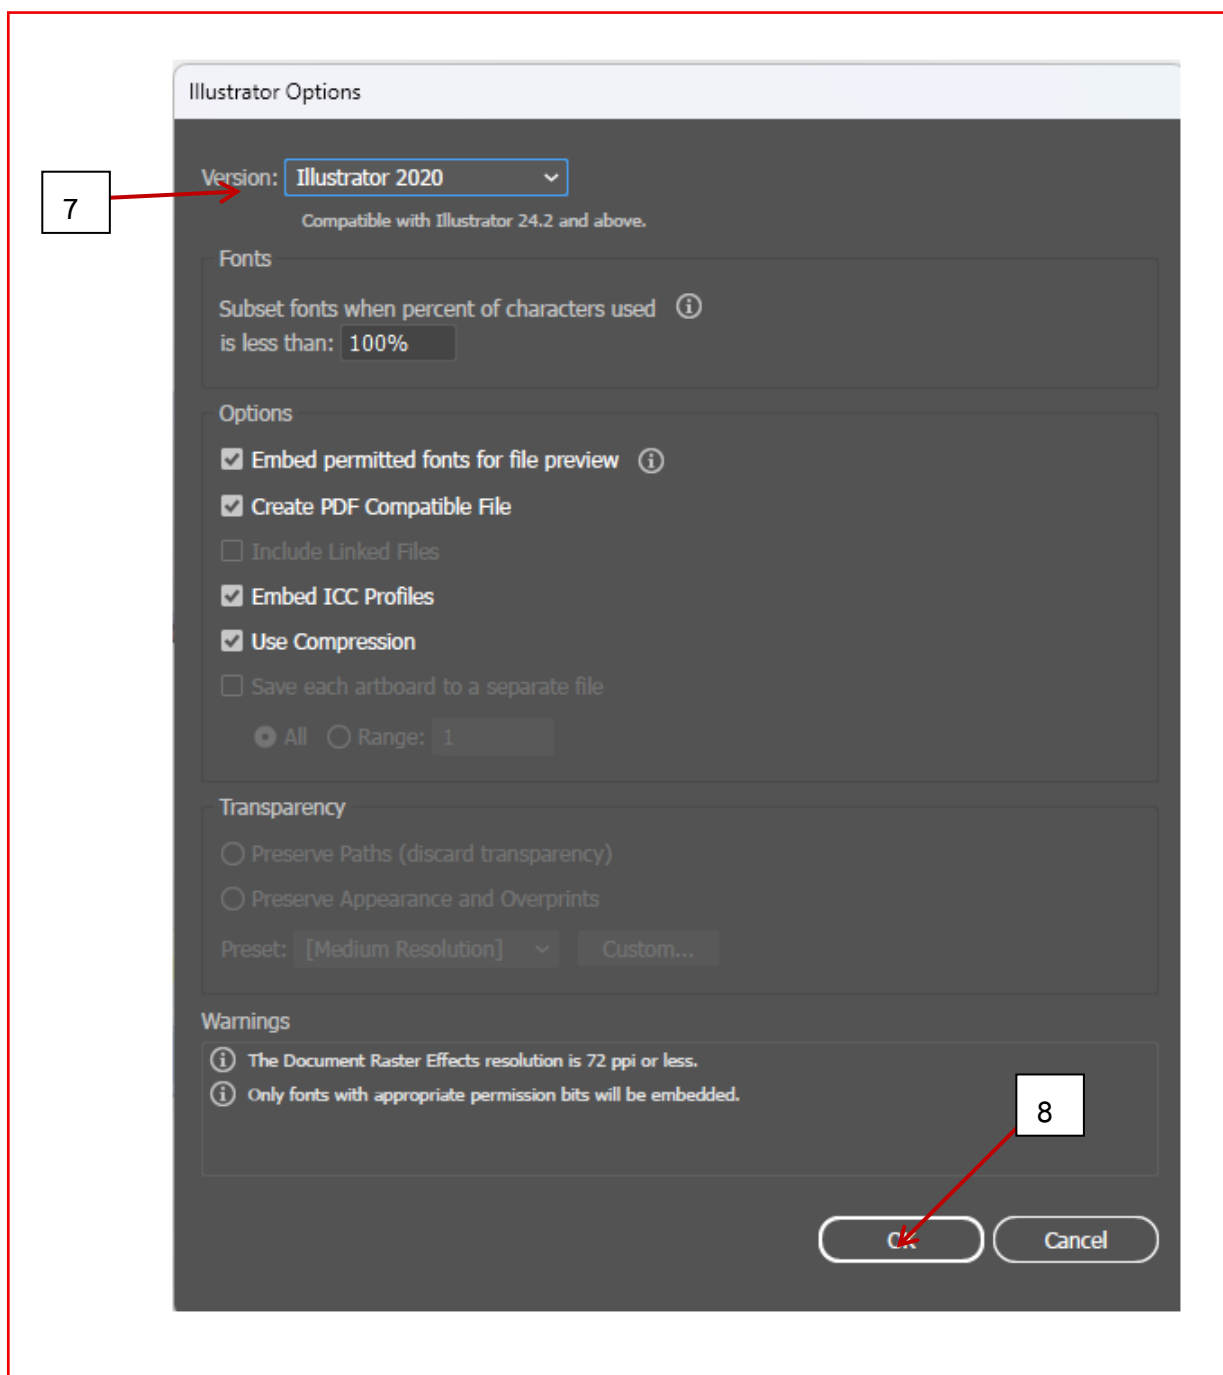 Illustrator Options
Version: Illustrator 2020
7
Compatible with Illustrator 24.2 and above.
Fonts
Subset fonts when percent of characters used
is less than: 100%
Options
Embed permitted fonts for file preview
Create PDF Compatible File
Include Linked Files
Embed ICC Profiles
Use Compression
Save each artboard to a separate file
All Range: 1
Transparency
Preserve Paths (discard transparency)
Preserve Appearance and Overprints
Preset: [Medium Resolution] Custom...
Warnings
The Document Raster Effects resolution is 72 ppi or less.
Only fonts with appropriate permission bits will be embedded.
8
OK Cancel